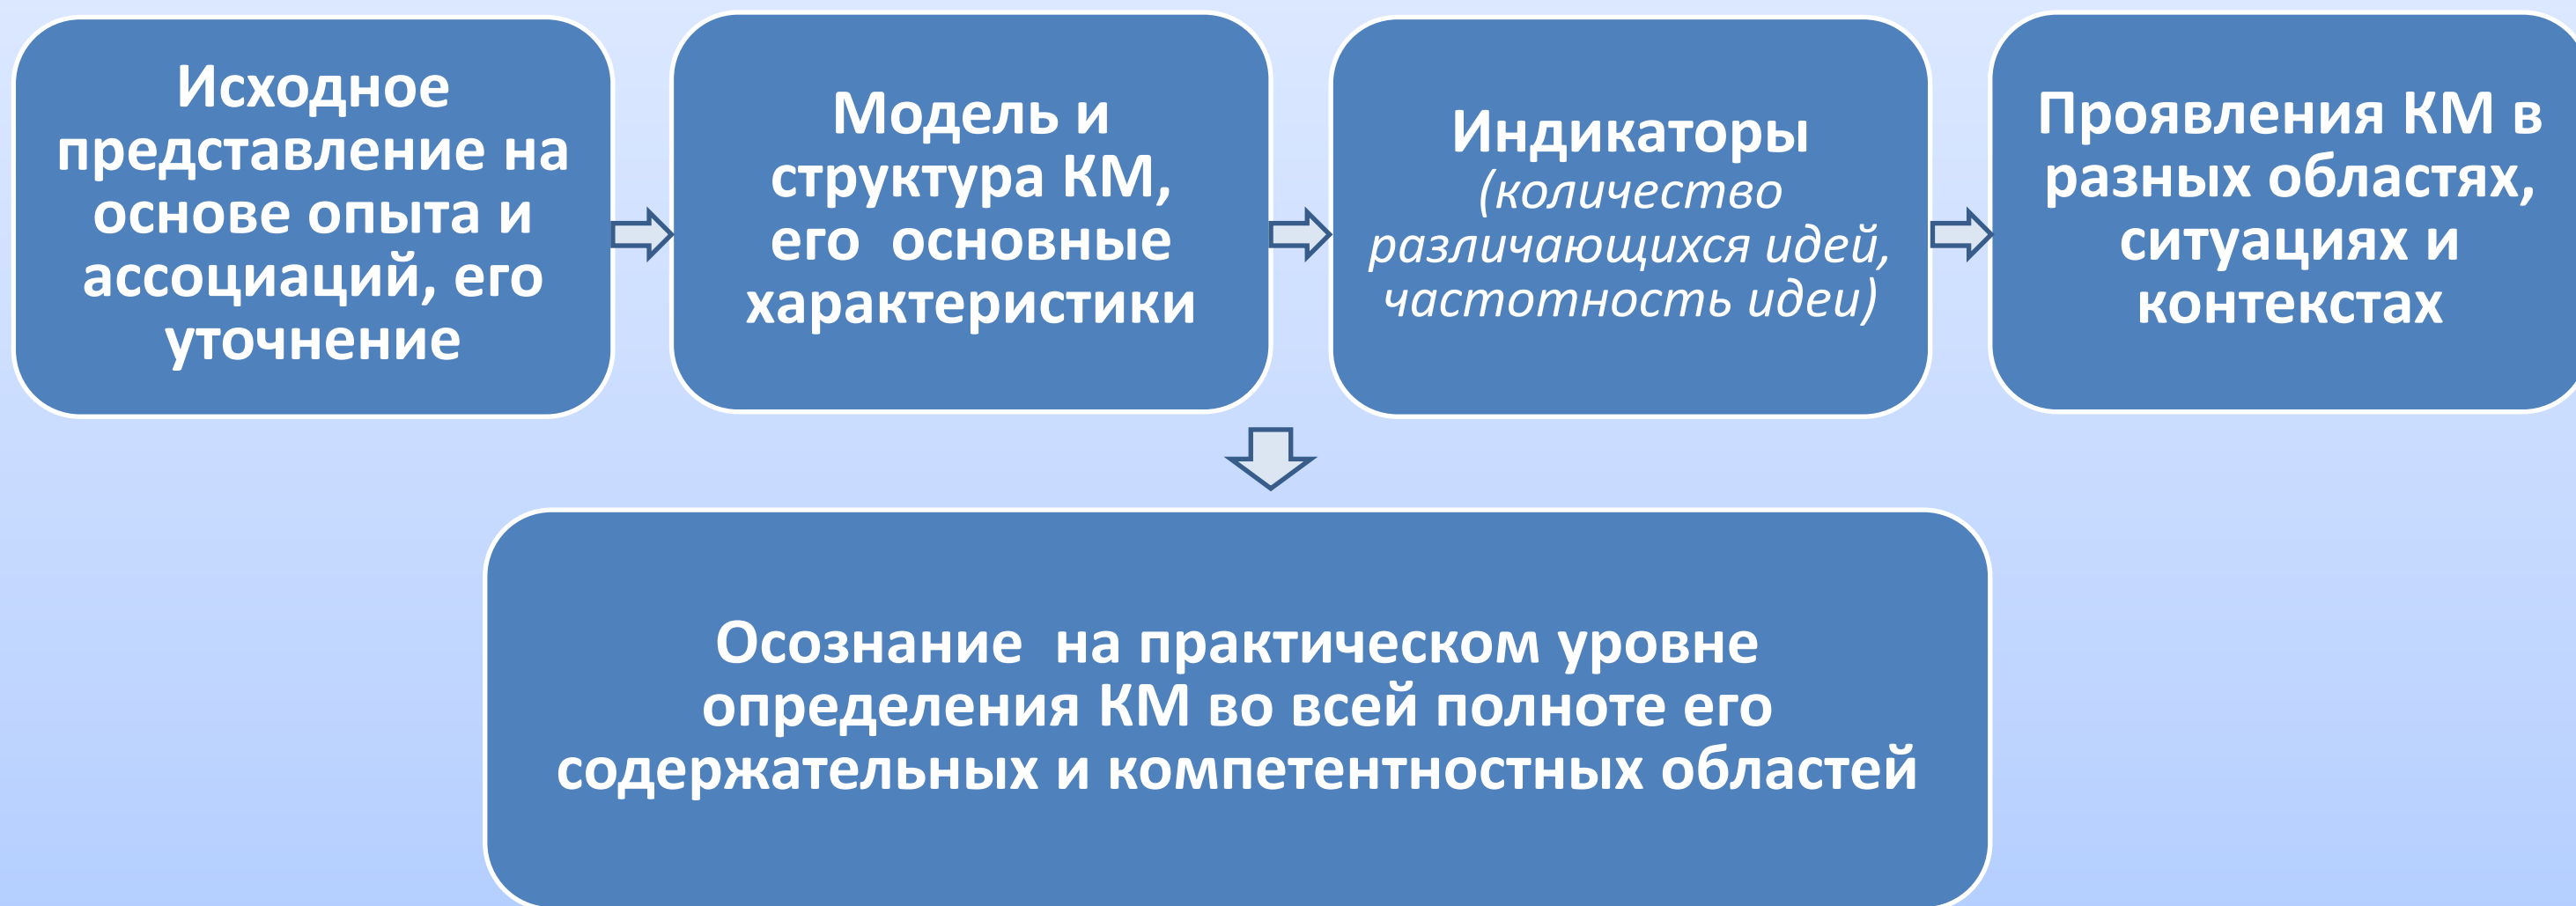 Исходное
представление на
основе опыта и
ассоциаций, его
уточнение
Модель и
структура КМ,
его  основные
характеристики
Индикаторы
(количество
различающихся идей,
частотность идеи)
Проявления КМ в
разных областях,
ситуациях и
контекстах
Осознание  на практическом уровне
определения КМ во всей полноте его
содержательных и компетентностных областей